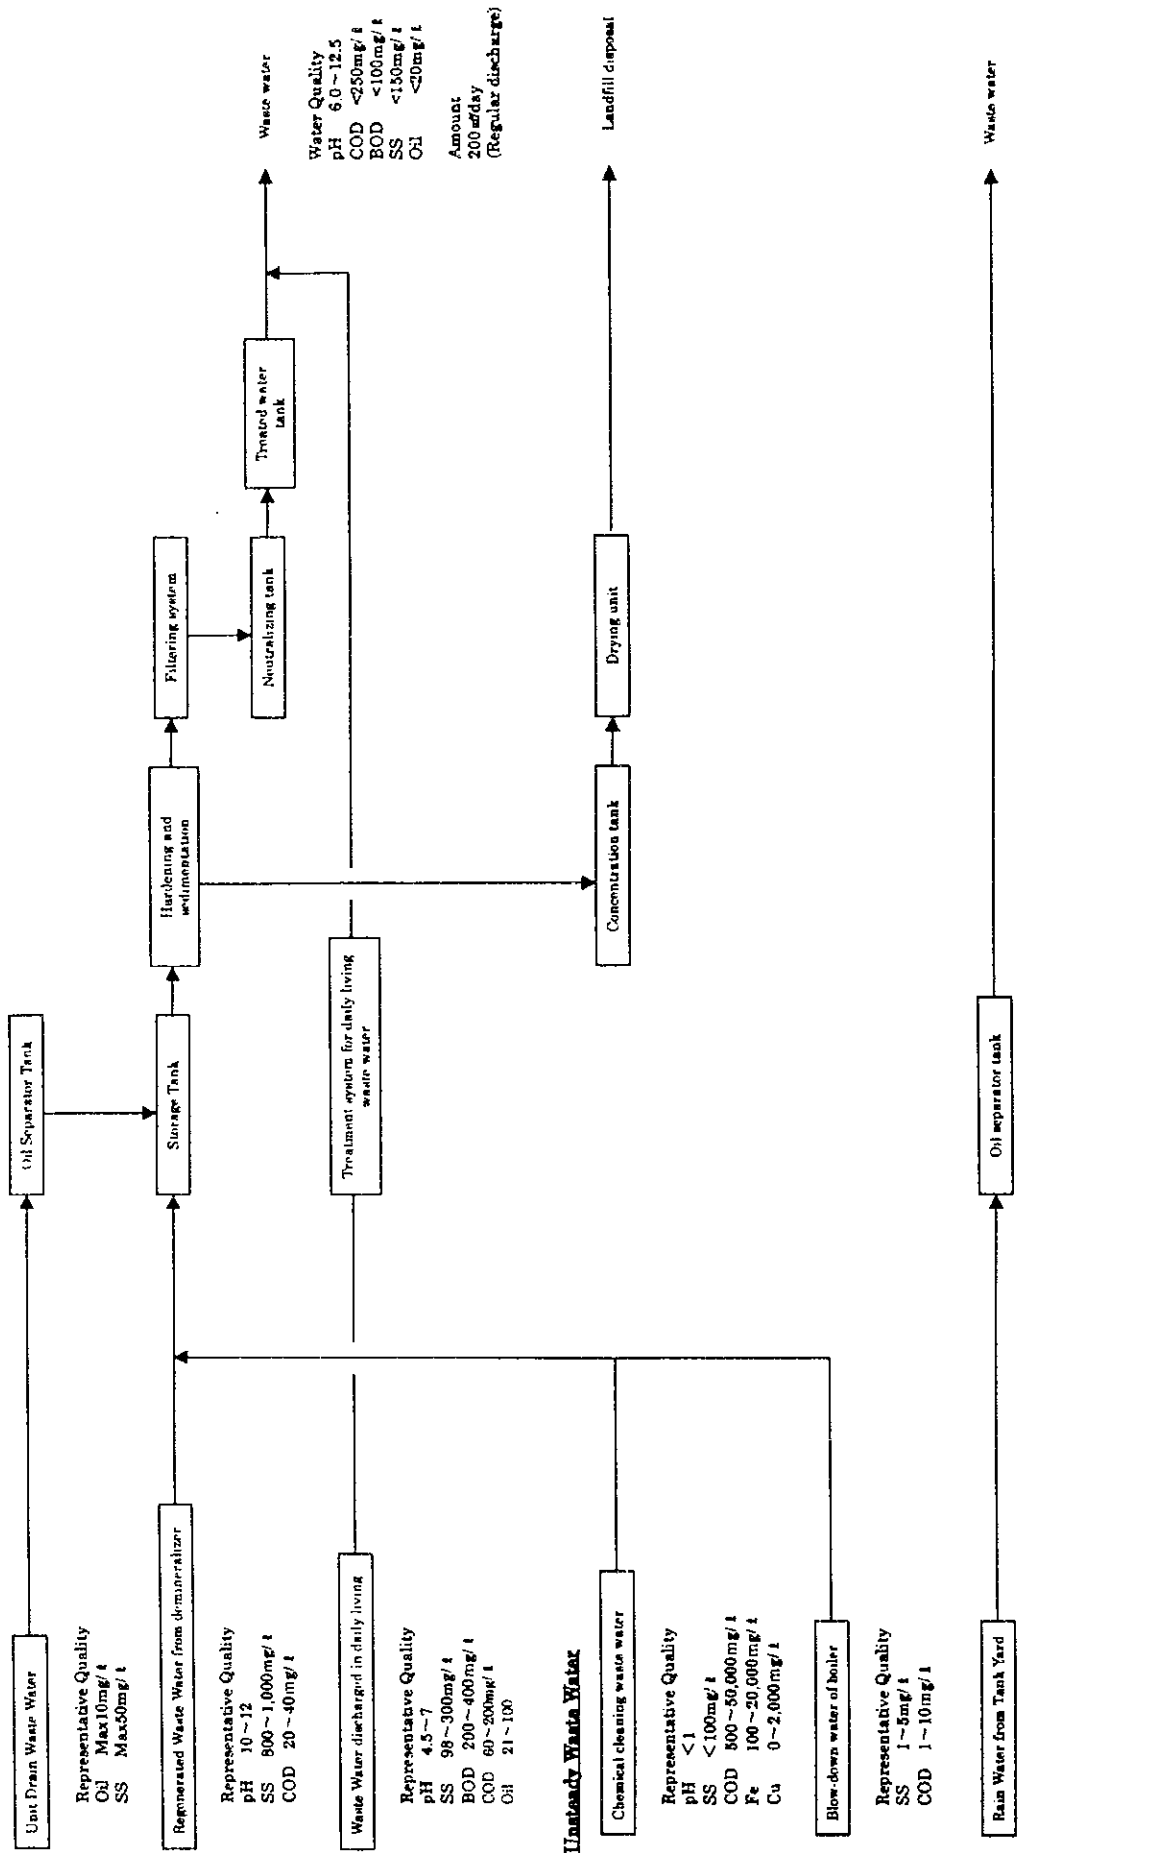 Unit Drain Waste Water
Representative Quality
Oil Max10mg/ℓ
SS Max50mg/ℓ
Oil Separator Tank
Regenerated Waste Water from demineralizer
Representative Quality
pH 10~12
SS 800~1,000mg/ℓ
COD 20~40mg/ℓ
Storage Tank
Hardening and
sedimentation
Filtering system
Neutralizing tank
Treated water
tank
Waste water
Water Quality
pH 6.0~12.5
COD <250mg/ℓ
BOD <100mg/ℓ
SS <150mg/ℓ
Oil <20mg/ℓ
Amount
200㎥/day
(Regular discharge)
Waste Water discharged in daily living
Representative Quality
pH 4.5~7
SS 98~300mg/ℓ
BOD 200~400mg/ℓ
COD 60~200mg/ℓ
Oil 21~100
Treatment system for daily living
waste water
Unsteady Waste Water
Chemical cleaning waste water
Representative Quality
pH <1
SS <100mg/ℓ
COD 500~50,000mg/ℓ
Fe 100~20,000mg/ℓ
Cu 0~2,000mg/ℓ
Concentration tank
Drying unit
Landfill disposal
Blow-down water of boiler
Representative Quality
SS 1~5mg/ℓ
COD 1~10mg/ℓ
Rain Water from Tank Yard
Oil separator tank
Waste water